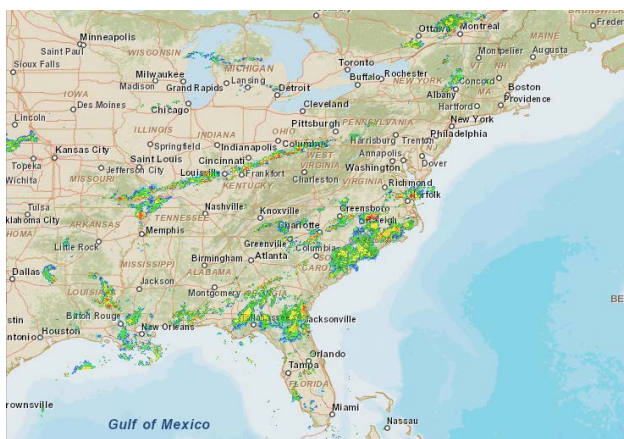 Minneapolis
Saint Paul
Sioux Falls
WISCONSIN
MICHIGAN
Ottawa
Montreal
MAINE
Montpelier
Augusta
VT
NH
Toronto
Milwaukee
Madison
Grand Rapids
Lansing
Detroit
Buffalo
Rochester
NEW YORK
Concord
Albany
MA
Boston
Hartford
Providence
IOWA
Des Moines
Chicago
Cleveland
New York
Lincoln
ILLINOIS
INDIANA
OHIO
Pittsburgh
PENNSYLVANIA
Harrisburg
Trenton
Philadelphia
Springfield
Indianapolis
Columbus
Kansas City
Topeka
Saint Louis
Cincinnati
WEST
VIRGINIA
Annapolis
Dover
Washington
Wichita
Jefferson City
MISSOURI
Louisville
Frankfort
KENTUCKY
Charleston
VIRGINIA
Richmond
Norfolk
Tulsa
Nashville
TENNESSEE
Knoxville
Greensboro
Raleigh
Oklahoma City
ARKANSAS
Memphis
Charlotte
Little Rock
Greenville
Columbia
Dallas
MISSISSIPPI
Birmingham
ALABAMA
Atlanta
Jackson
Montgomery
GEORGIA
LOUISIANA
Baton Rouge
New Orleans
Jacksonville
Houston
Orlando
Tampa
FLORIDA
Brownsville
Gulf of Mexico
Miami
Nassau